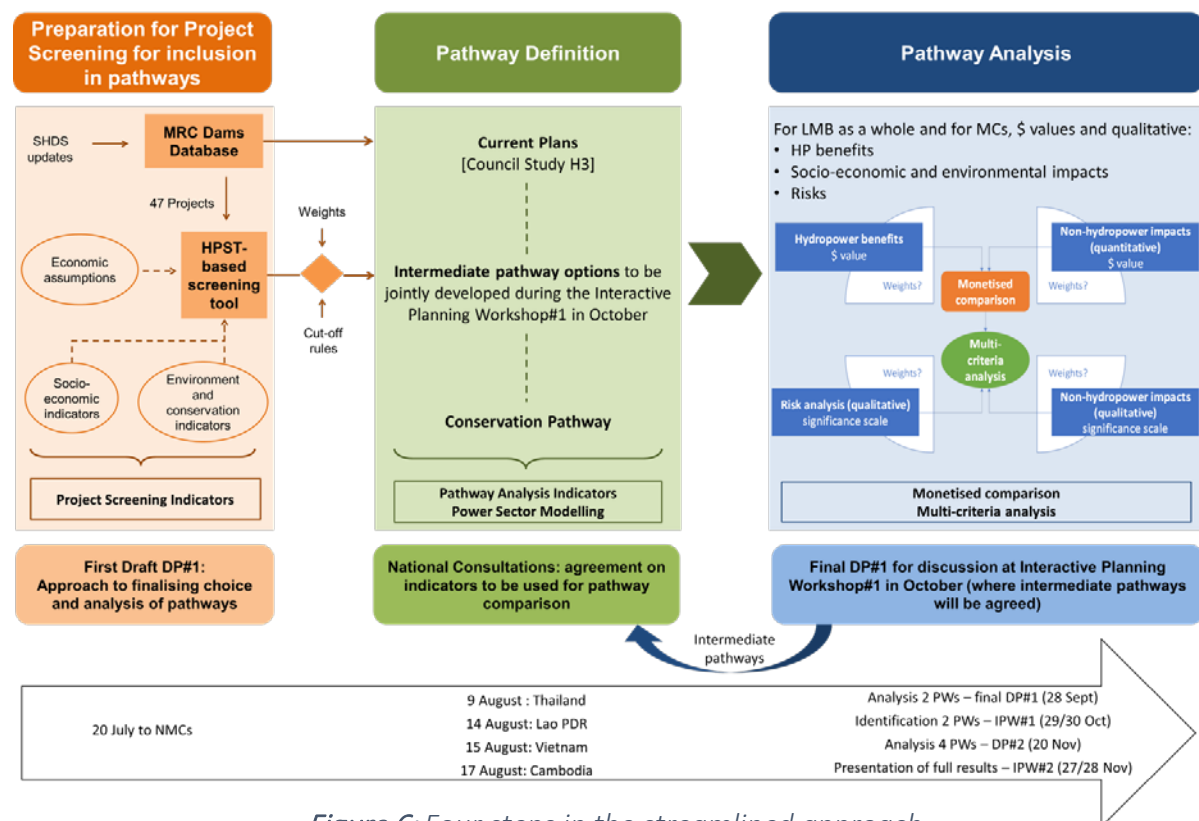 Preparation for Project
Screening for inclusion
in pathways
SHDS
updates
MRC Dams
Database
47 Projects
Economic
assumptions
HPST-
based
screening
tool
Weights
Cut-off
rules
Socio-
economic
indicators
Environment
and
conservation
indicators
Project Screening Indicators
First Draft DP#1:
Approach to finalising choice
and analysis of pathways
Pathway Definition
Current Plans
[Council Study H3]
Intermediate pathway options to be
jointly developed during the Interactive
Planning Workshop#1 in October
Conservation Pathway
Pathway Analysis Indicators
Power Sector Modelling
National Consultations: agreement on
indicators to be used for pathway
comparison
Pathway Analysis
For LMB as a whole and for MCs, $ values and qualitative:
• HP benefits
• Socio-economic and environmental impacts
• Risks
Hydropower benefits
$ value
Weights?
Non-hydropower impacts
(quantitative)
$ value
Weights?
Monetised
comparison
Multi-
criteria
analysis
Weights?
Risk analysis (qualitative)
significance scale
Weights?
Non-hydropower impacts
(qualitative)
significance scale
Monetised comparison
Multi-criteria analysis
Final DP#1 for discussion at Interactive Planning
Workshop#1 in October (where intermediate pathways
will be agreed)
Intermediate
pathways
20 July to NMCs
9 August : Thailand
14 August: Lao PDR
15 August: Vietnam
17 August: Cambodia
Analysis 2 PWs – final DP#1 (28 Sept)
Identification 2 PWs – IPW#1 (29/30 Oct)
Analysis 4 PWs – DP#2 (20 Nov)
Presentation of full results – IPW#2 (27/28 Nov)
Figure 6: Four steps in the streamlined approach